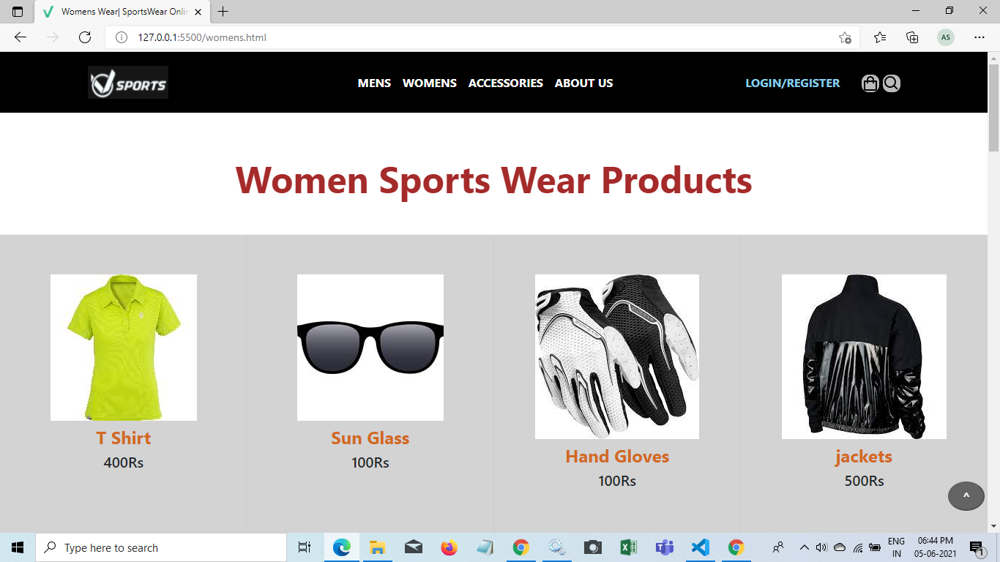 Womens Wear| SportsWear Onlin
127.0.0.1:5500/womens.html
AS
SPORTS
MENS WOMENS ACCESSORIES ABOUT US
LOGIN/REGISTER
Women Sports Wear Products
T Shirt
400Rs
Sun Glass
100Rs
Hand Gloves
100Rs
jackets
500Rs
^
Type here to search
ENG
IN
06:44 PM
05-06-2021
1